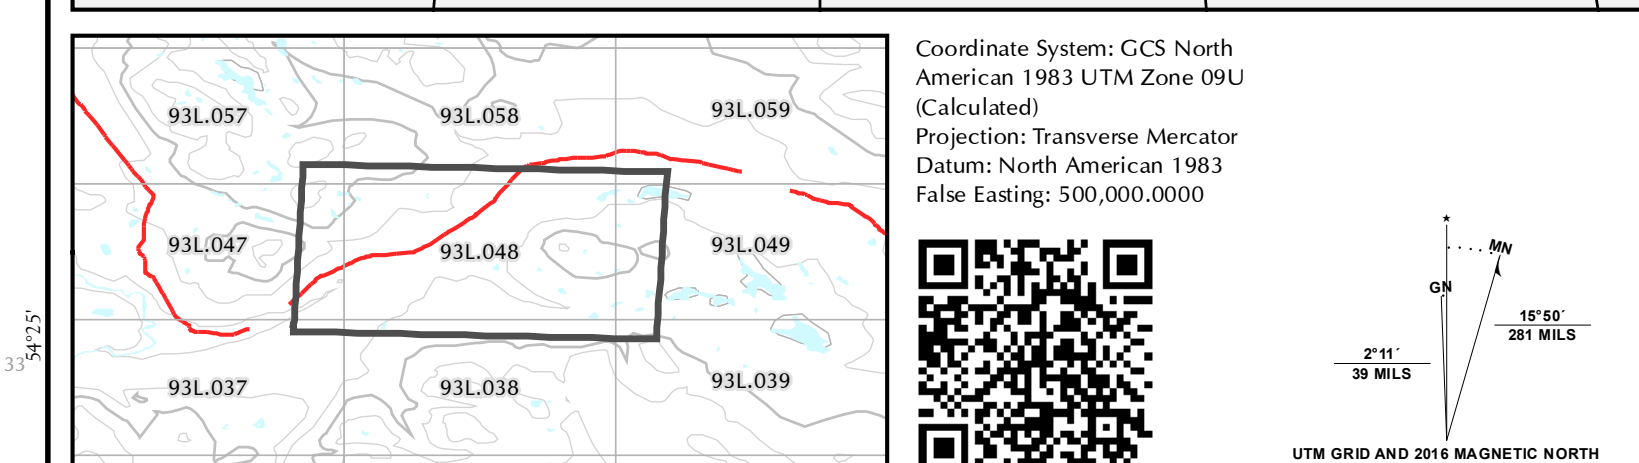 93L.057
93L.058
93L.059
93L.047
93L.048
93L.049
93L.037
93L.038
93L.039
54°25'
33
Coordinate System: GCS North
American 1983 UTM Zone 09U
(Calculated)
Projection: Transverse Mercator
Datum: North American 1983
False Easting: 500,000.0000
MN
GN
15°50´
281 MILS
2°11´
39 MILS
UTM GRID AND 2016 MAGNETIC NORTH